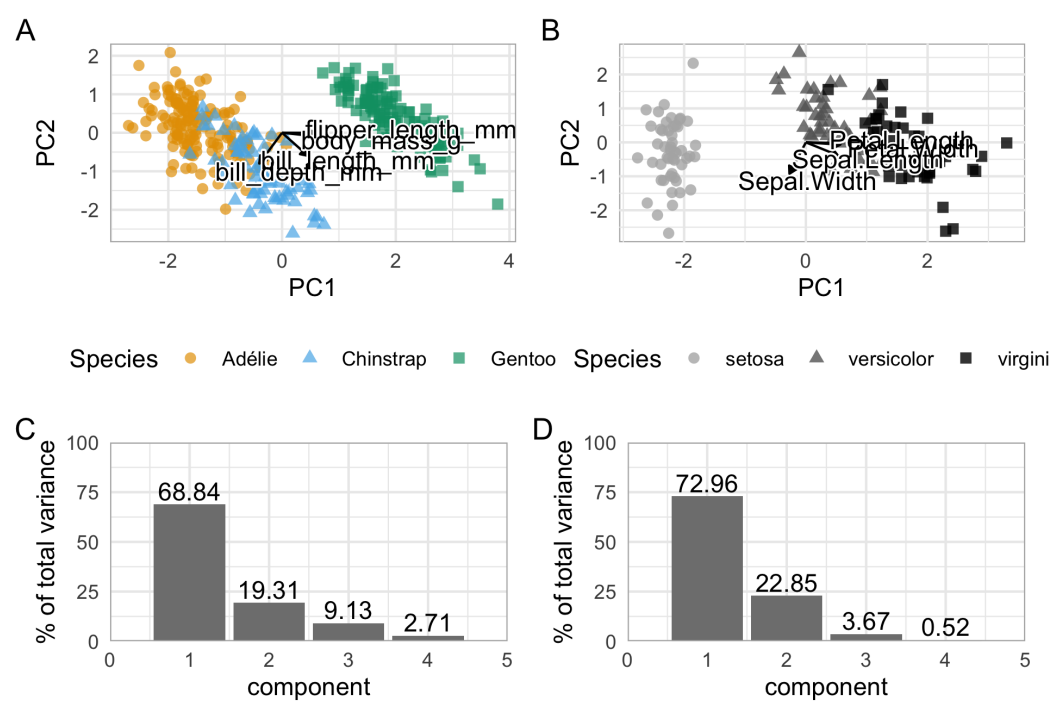 A
2
1
0
-1
-2
PC2
flipper_length_mm
body_mass_g
bill_length_mm
bill_depth_mm
-2
0
2
4
PC1
B
2
1
0
-1
-2
PC2
Petal.Length
Petal.Width
Sepal.Length
Sepal.Width
-2
0
2
PC1
Species Adélie Chinstrap Gentoo
Species setosa versicolor virgini
C
100
75
50
25
0
% of total variance
68.84
19.31
9.13
2.71
0 1 2 3 4 5
component
D
100
75
50
25
0
% of total variance
72.96
22.85
3.67
0.52
0 1 2 3 4 5
component